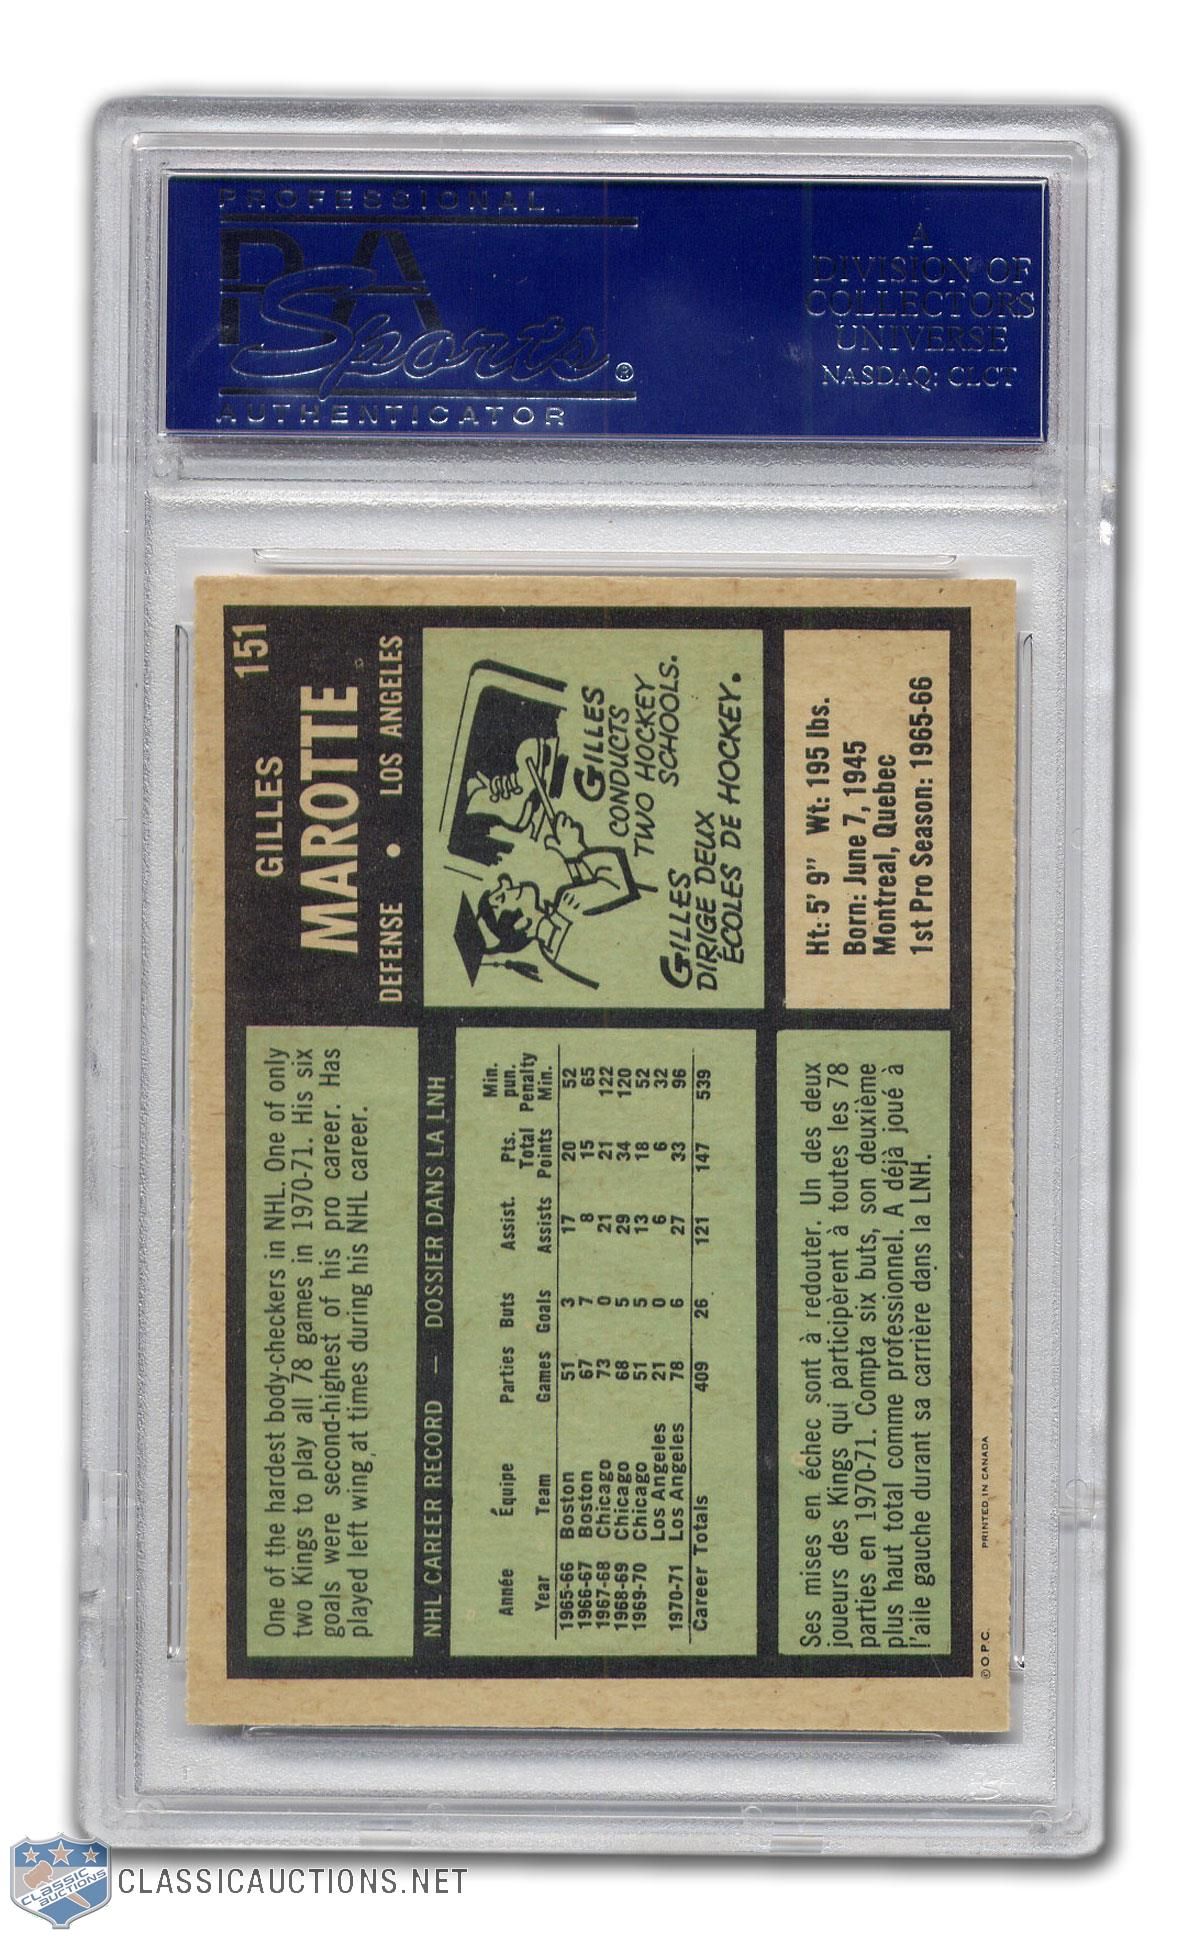 PROFESSIONAL
PSA
Sports®
AUTHENTICATOR
A
DIVISION OF
COLLECTORS
UNIVERSE
NASDAQ: CLCT
151
GILLES
MAROTTE
DEFENSE • LOS ANGELES
One of the hardest body-checkers in NHL. One of only
two Kings to play all 78 games in 1970-71. His six
goals were second-highest of his pro career. Has
played left wing at times during his NHL career.
GILLES
CONDUCTS
TWO HOCKEY
SCHOOLS.
GILLES
DIRIGE DEUX
ÉCOLES DE HOCKEY.
NHL CAREER RECORD — DOSSIER DANS LA LNH
Année Équipe Parties Buts Assist. Pts. Total Min. pun. Penalty
Year Team Games Goals Assists Points Min.
1965-66 Boston 51 3 17 20 52
1966-67 Boston 67 7 8 15 65
1967-68 Chicago 73 0 21 21 122
1968-69 Chicago 68 5 29 34 120
1969-70 Chicago 51 5 13 18 52
Los Angeles 21 0 6 6 32
1970-71 Los Angeles 78 6 27 33 96
Career Totals 409 26 121 147 539
Ht: 5' 9" Wt: 195 lbs.
Born: June 7, 1945
Montreal, Quebec
1st Pro Season: 1965-66
Ses mises en échec sont à redouter. Un des deux
joueurs des Kings qui participèrent à toutes les 78
parties en 1970-71. Compta six buts, son deuxième
plus haut total comme professionnel. A déjà joué à
l'aile gauche durant sa carrière dans la LNH.
© O.P.C. PRINTED IN CANADA
CLASSIC AUCTIONS
CLASSICAUCTIONS.NET